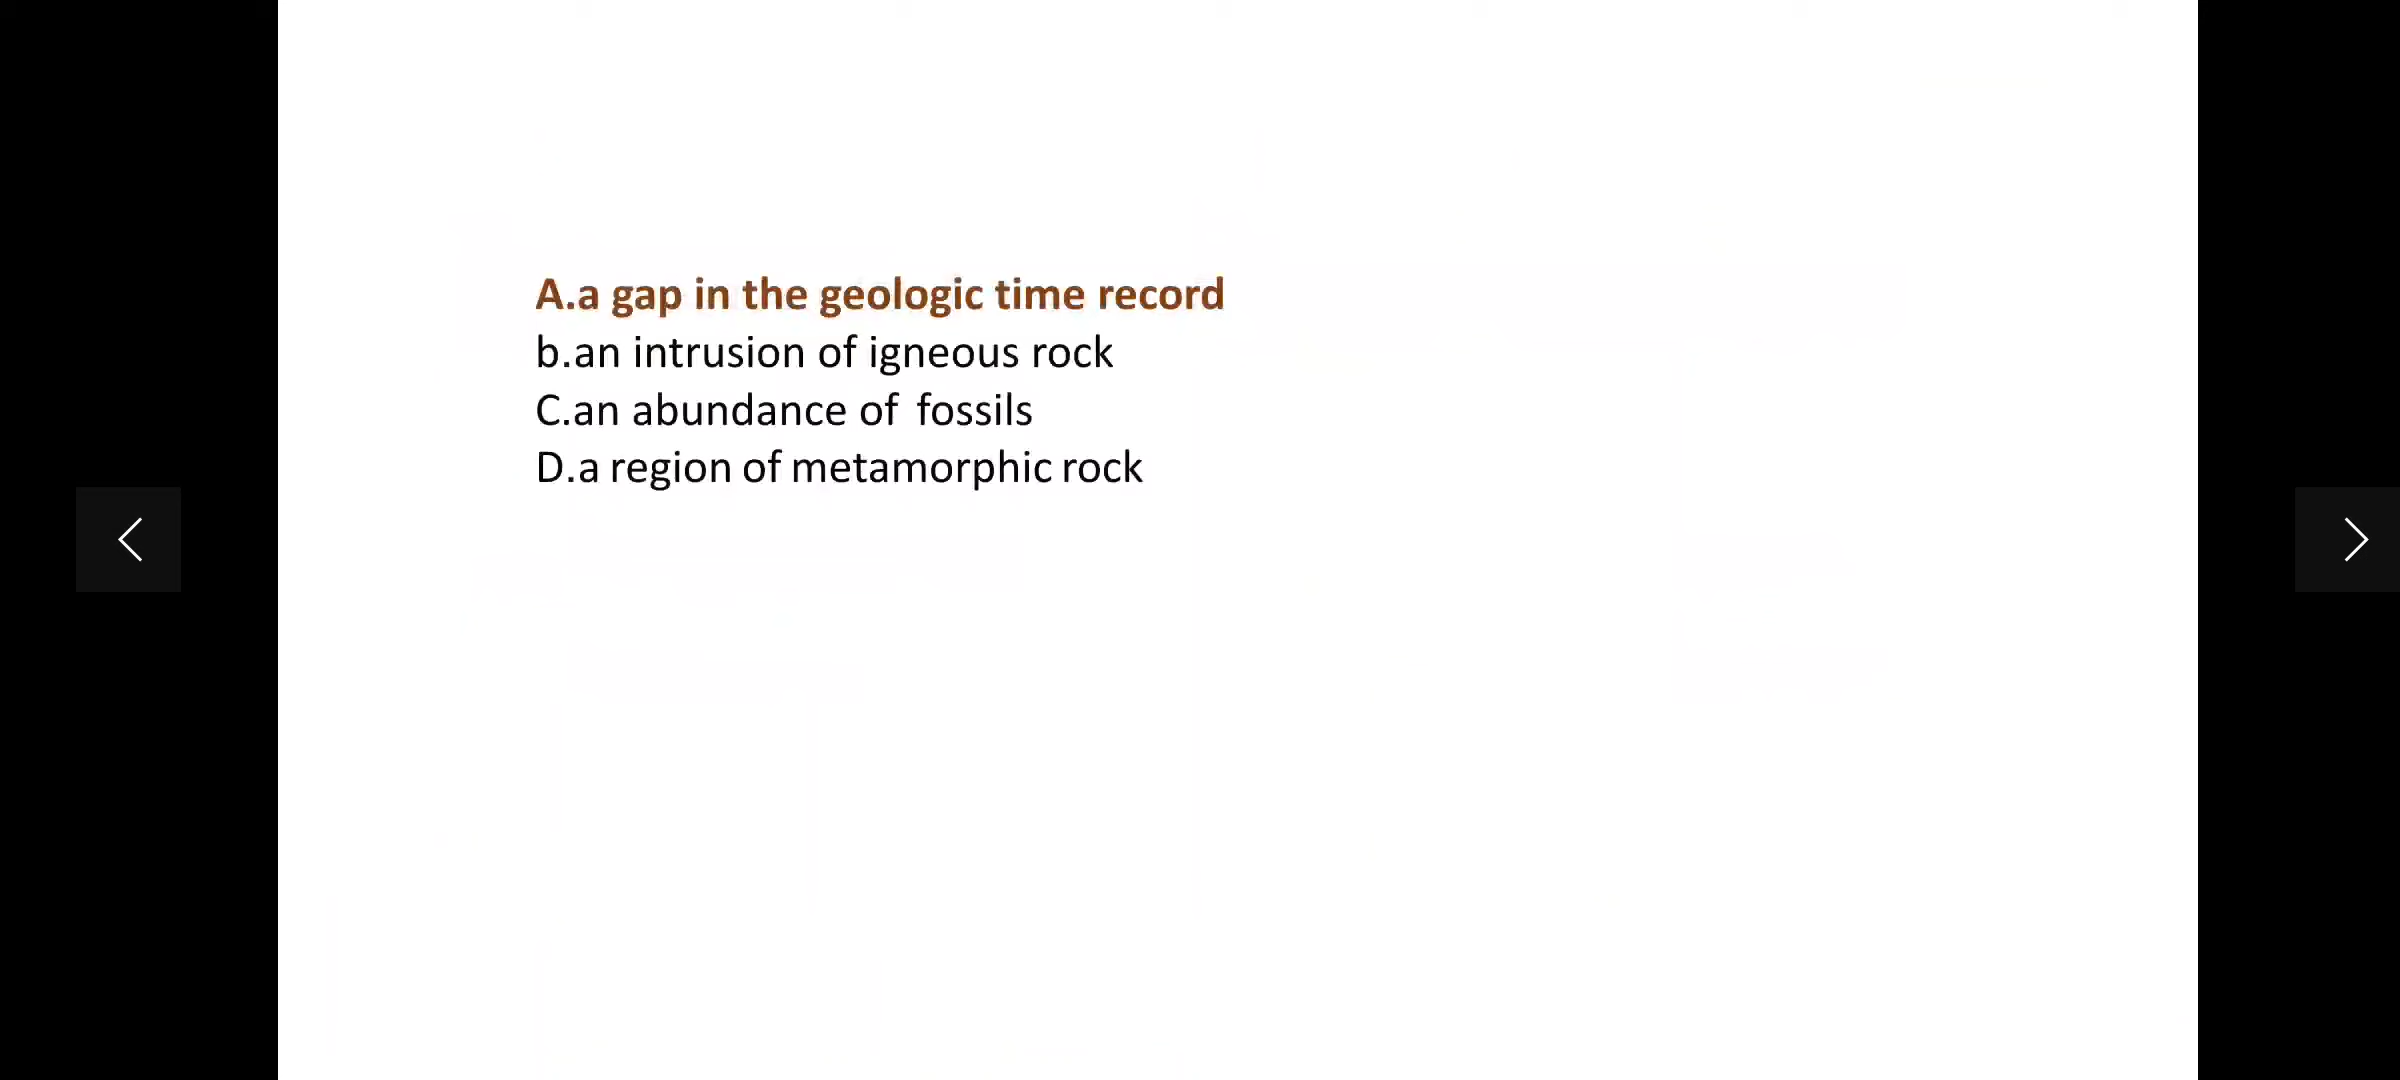 A.a gap in the geologic time record
b.an intrusion of igneous rock
C.an abundance of fossils
D.a region of metamorphic rock